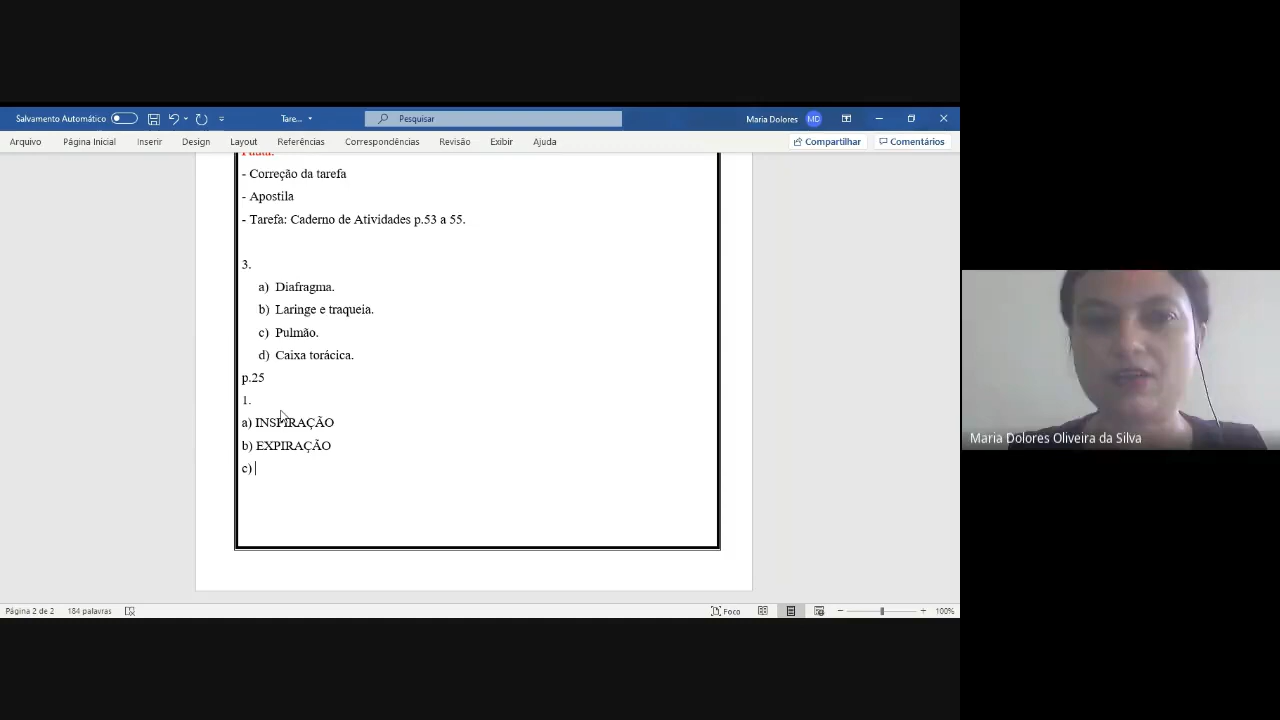 Salvamento Automático
Tare...
Pesquisar
Maria Dolores MD
Arquivo Página Inicial Inserir Design Layout Referências Correspondências Revisão Exibir Ajuda Compartilhar Comentários
- Correção da tarefa
- Apostila
- Tarefa: Caderno de Atividades p.53 a 55.
3.
a) Diafragma.
b) Laringe e traqueia.
c) Pulmão.
d) Caixa torácica.
p.25
1.
a) INSPIRAÇÃO
b) EXPIRAÇÃO
c)
Maria Dolores Oliveira da Silva
Página 2 de 2 184 palavras Foco 100%